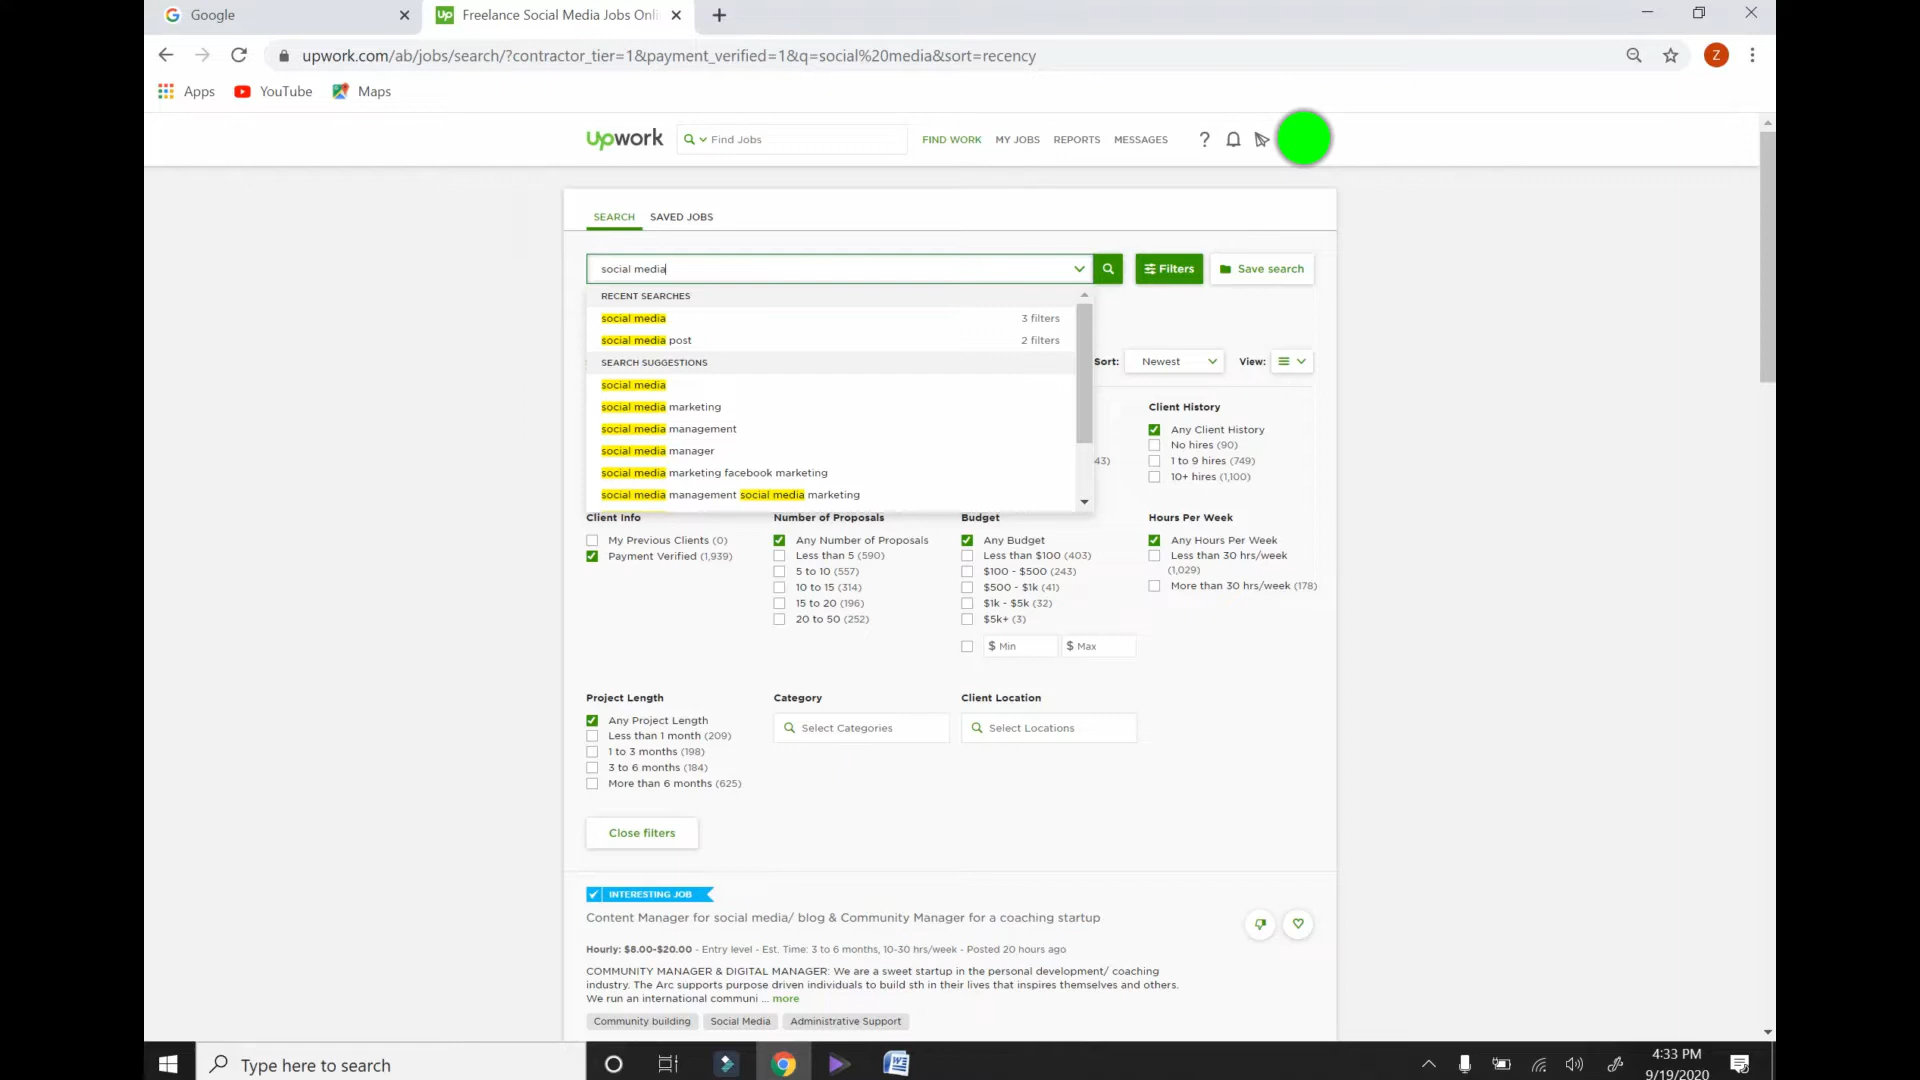 Google
Freelance Social Media Jobs Onli
upwork.com/ab/jobs/search/?contractor_tier=1&payment_verified=1&q=social%20media&sort=recency
Z
Apps YouTube Maps
upwork Find Jobs FIND WORK MY JOBS REPORTS MESSAGES ?
SEARCH SAVED JOBS
social media Filters Save search
RECENT SEARCHES
social media 3 filters
social media post 2 filters
SEARCH SUGGESTIONS
social media
social media marketing
social media management
social media manager
social media marketing facebook marketing
social media management social media marketing
Sort: Newest View:
43)
Client History
Any Client History
No hires (90)
1 to 9 hires (749)
10+ hires (1,100)
Client Info
My Previous Clients (0)
Payment Verified (1,939)
Number of Proposals
Any Number of Proposals
Less than 5 (590)
5 to 10 (557)
10 to 15 (314)
15 to 20 (196)
20 to 50 (252)
Budget
Any Budget
Less than $100 (403)
$100 - $500 (243)
$500 - $1k (41)
$1k - $5k (32)
$5k+ (3)
$ Min $ Max
Hours Per Week
Any Hours Per Week
Less than 30 hrs/week
(1,029)
More than 30 hrs/week (178)
Project Length
Any Project Length
Less than 1 month (209)
1 to 3 months (198)
3 to 6 months (184)
More than 6 months (625)
Category
Select Categories
Client Location
Select Locations
Close filters
INTERESTING JOB
Content Manager for social media/ blog & Community Manager for a coaching startup
Hourly: $8.00-$20.00 - Entry level - Est. Time: 3 to 6 months, 10-30 hrs/week - Posted 20 hours ago
COMMUNITY MANAGER & DIGITAL MANAGER: We are a sweet startup in the personal development/ coaching
industry. The Arc supports purpose driven individuals to build sth in their lives that inspires themselves and others.
We run an international communi ... more
Community building Social Media Administrative Support
Type here to search
4:33 PM
9/19/2020